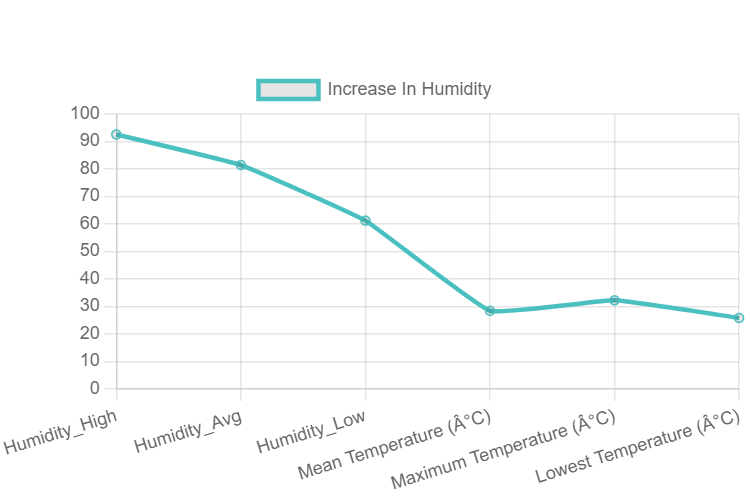 Increase In Humidity
100
90
80
70
60
50
40
30
20
10
0
Humidity_High
Humidity_Avg
Humidity_Low
Mean Temperature (Â°C)
Maximum Temperature (Â°C)
Lowest Temperature (Â°C)